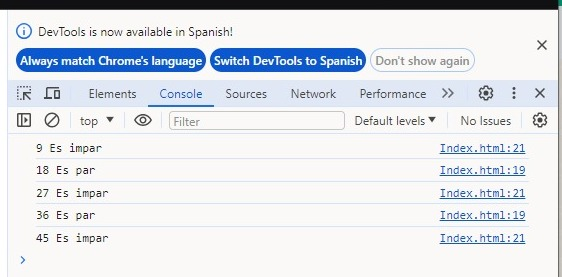 DevTools is now available in Spanish!
Always match Chrome's language Switch DevTools to Spanish Don't show again
Elements Console Sources Network Performance
top Filter Default levels No Issues
9 Es impar Index.html:21
18 Es par Index.html:19
27 Es impar Index.html:21
36 Es par Index.html:19
45 Es impar Index.html:21